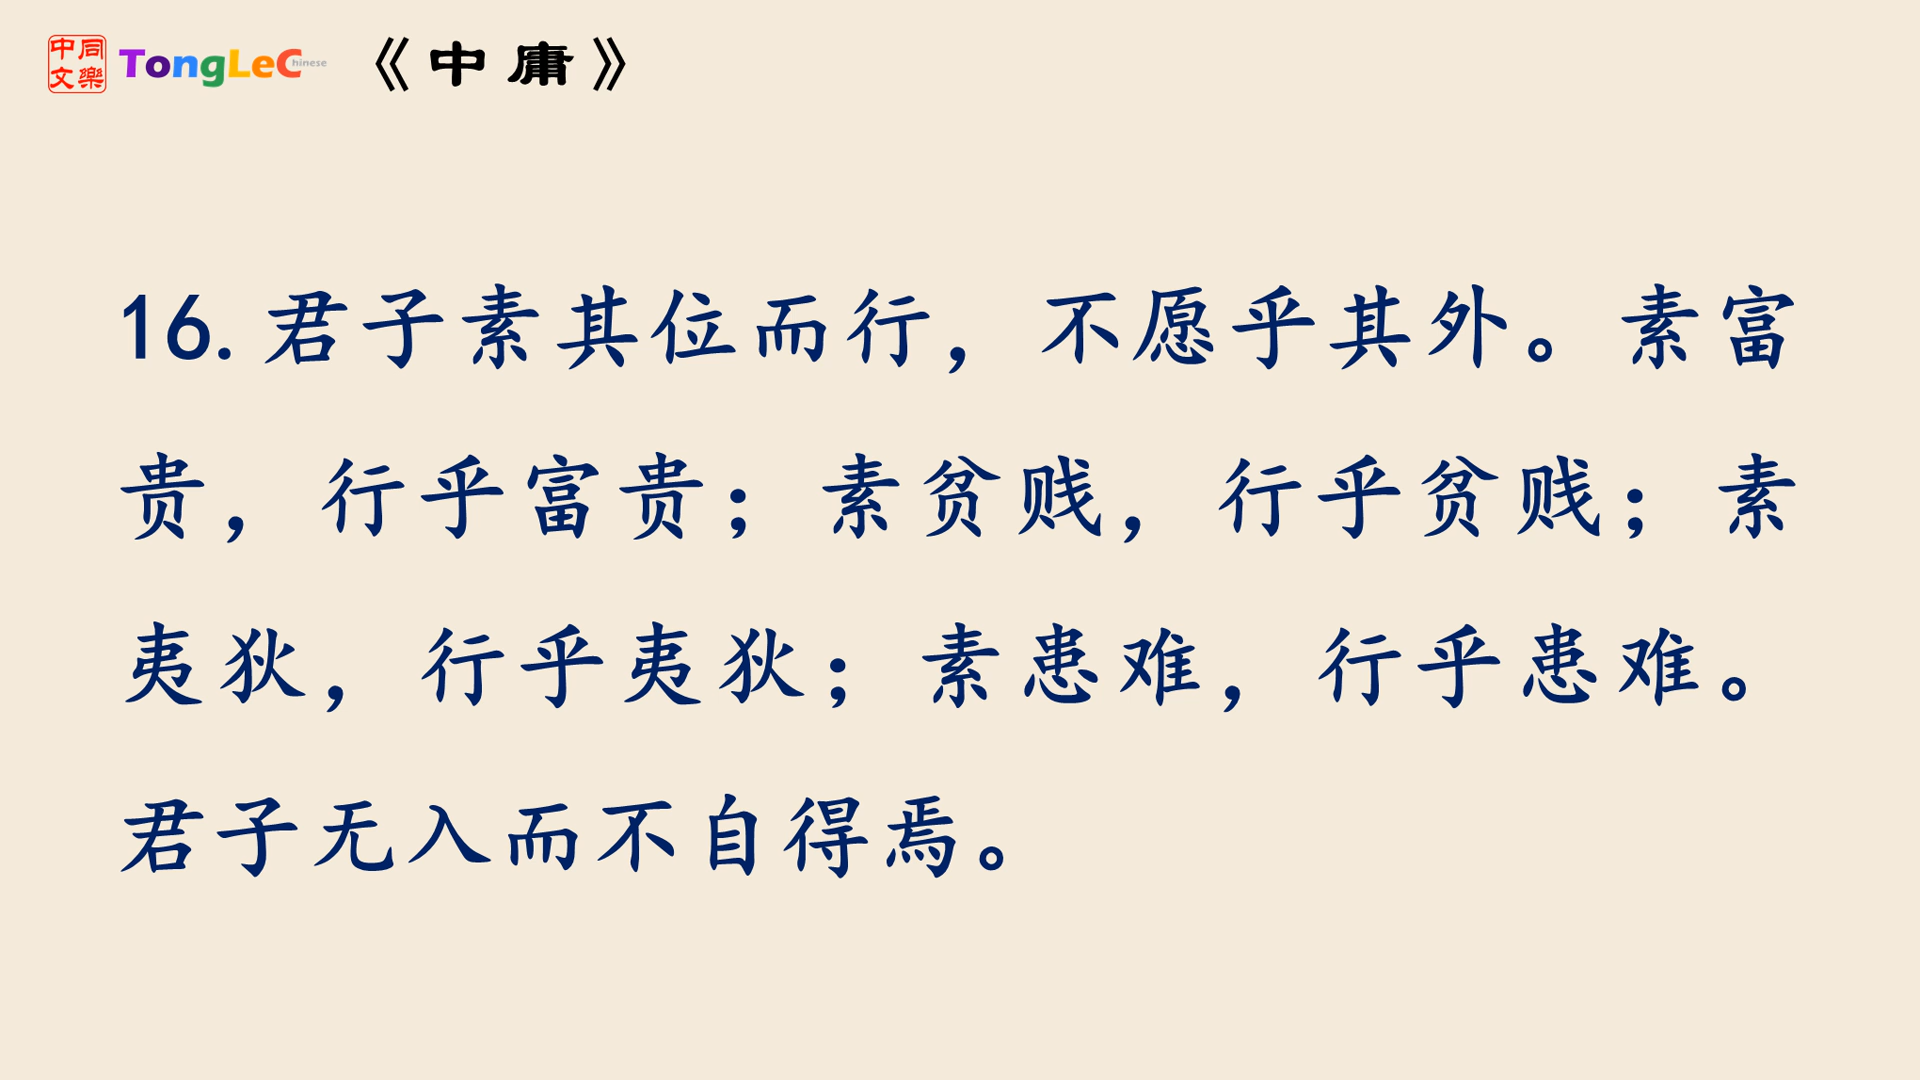 中同
文樂
TongLeChinese 《中庸》
16.君子素其位而行，不愿乎其外。素富
贵，行乎富贵；素贫贱，行乎贫贱；素
夷狄，行乎夷狄；素患难，行乎患难。
君子无入而不自得焉。